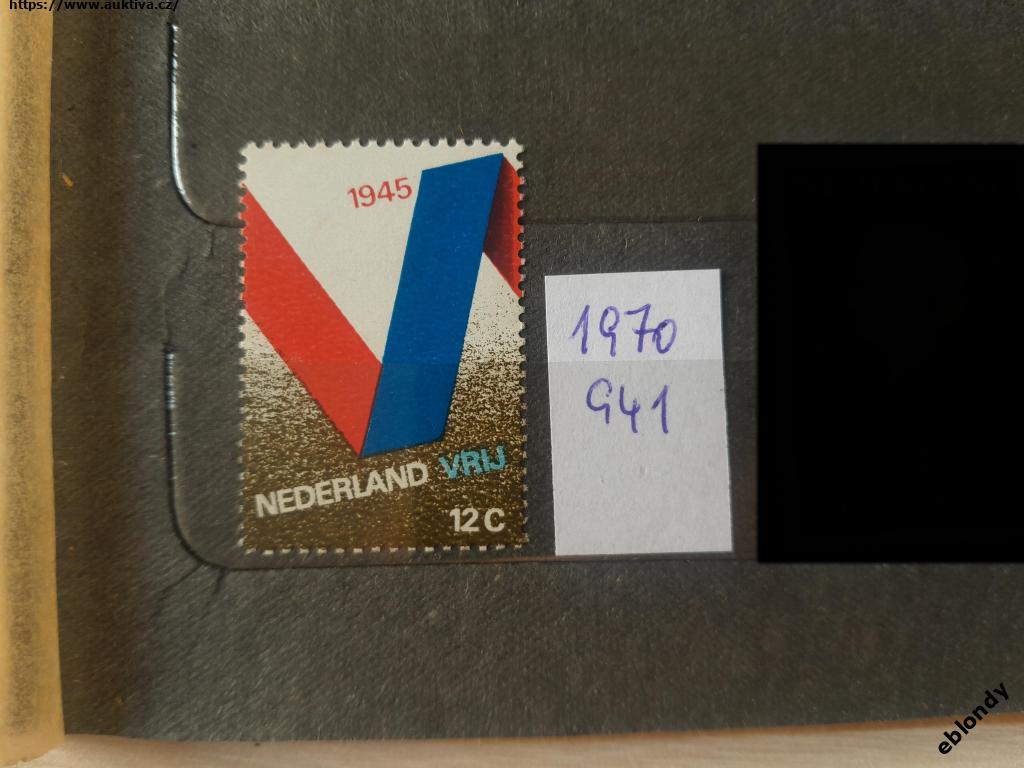 https://www.auktiva.cz/
1945
NEDERLAND VRIJ
12 C
1970
941
eblondy